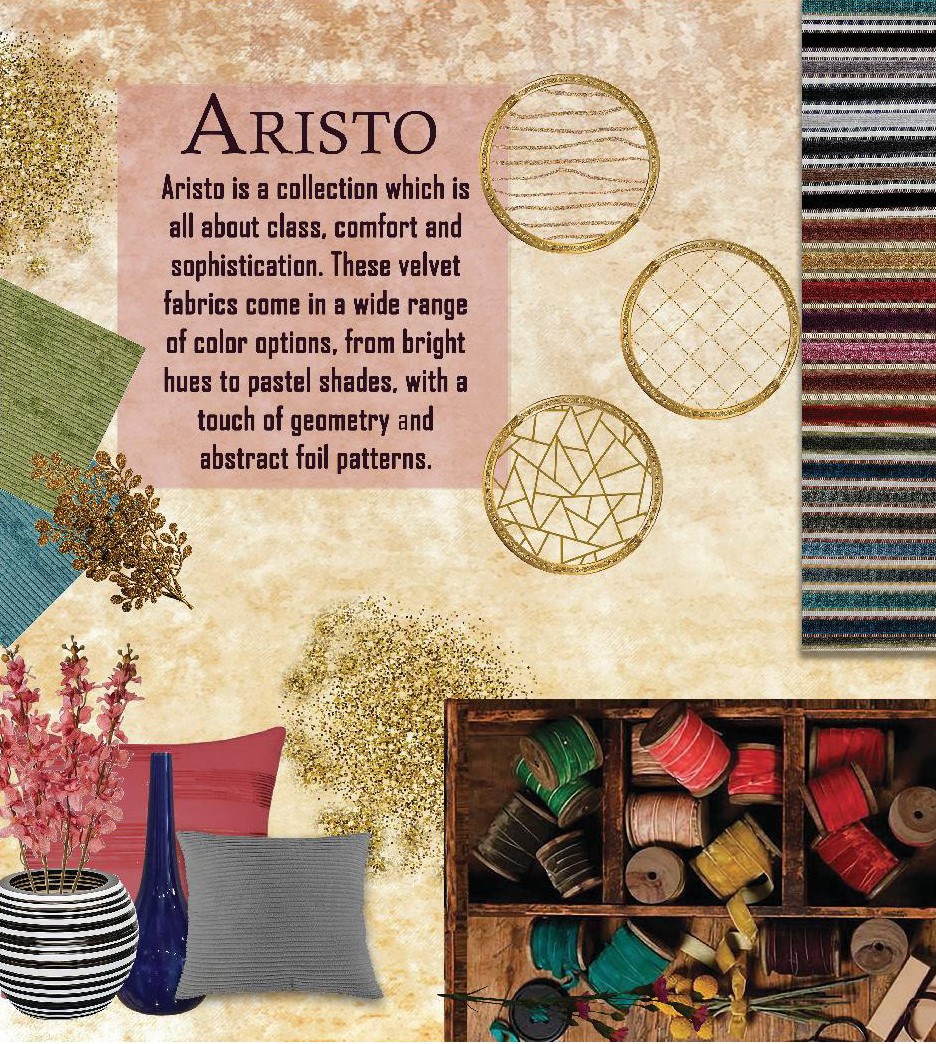 ARISTO
Aristo is a collection which is
all about class, comfort and
sophistication. These velvet
fabrics come in a wide range
of color options, from bright
hues to pastel shades, with a
touch of geometry and
abstract foil patterns.